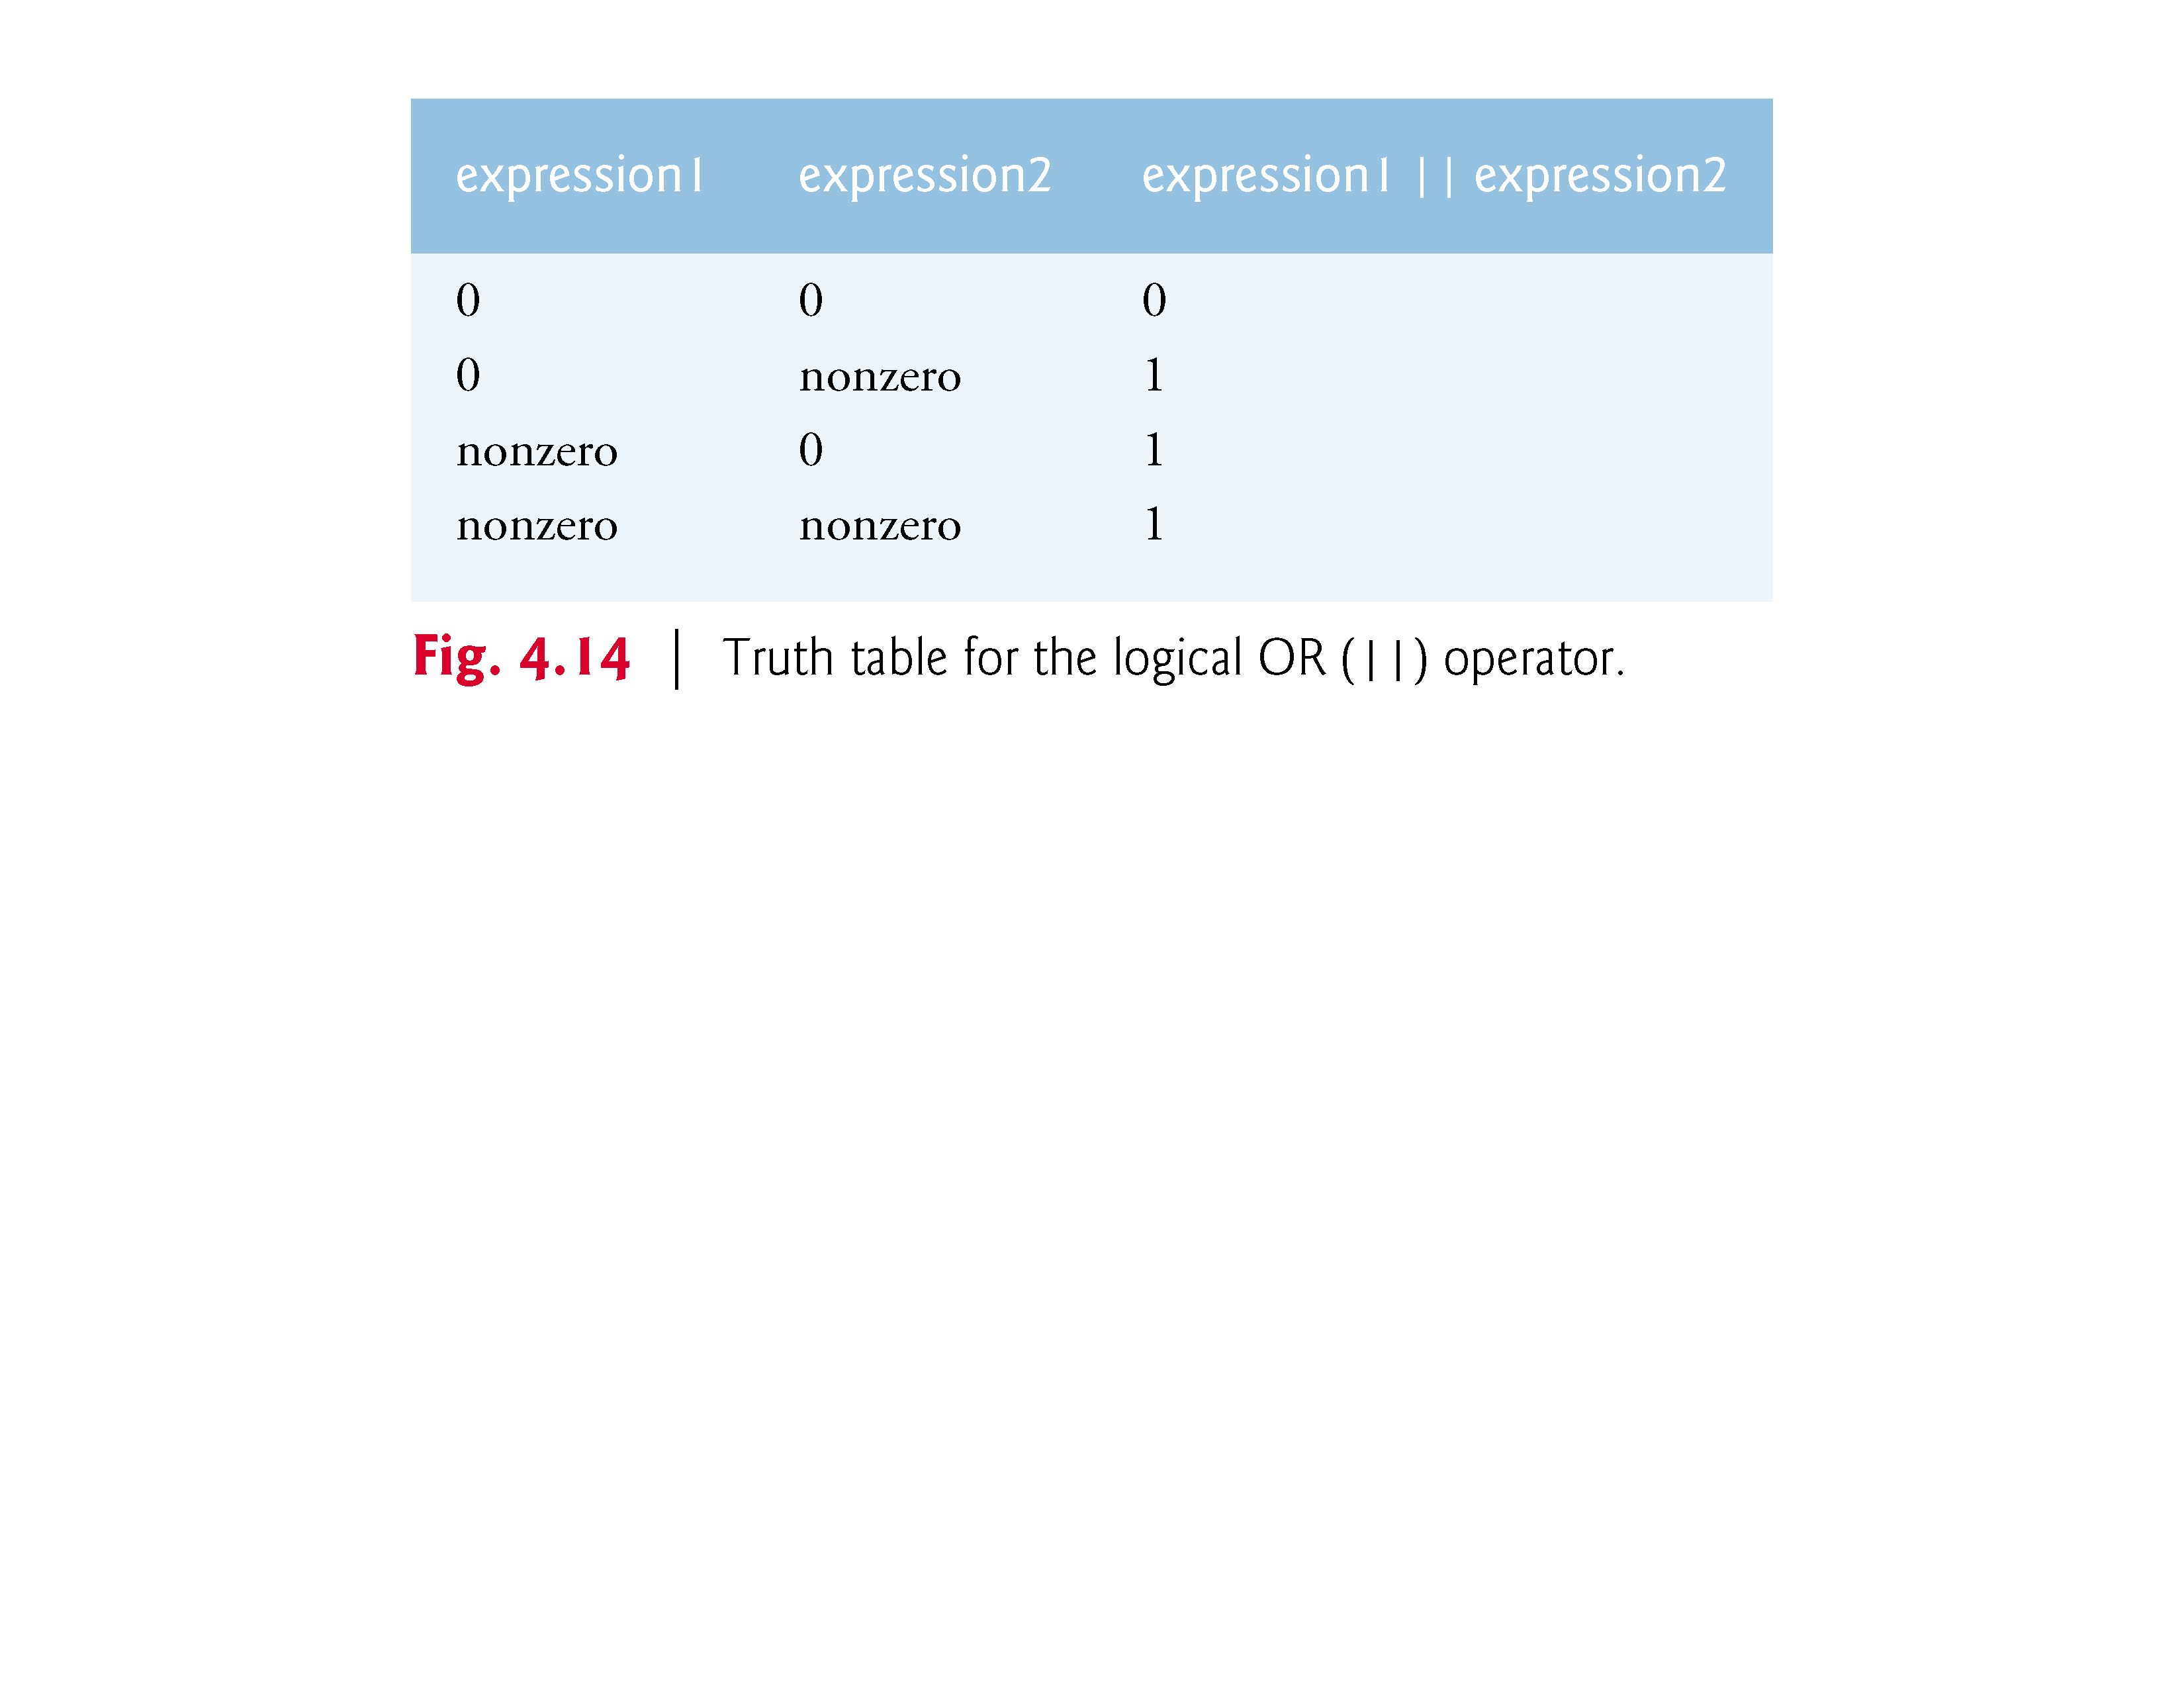 expression1 expression2 expression1 || expression2
0 0 0
0 nonzero 1
nonzero 0 1
nonzero nonzero 1
Fig. 4.14 | Truth table for the logical OR (||) operator.